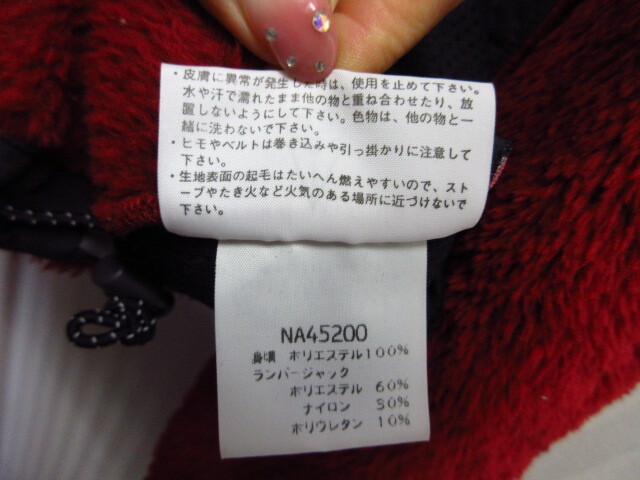 ・皮膚に異常が発生した時は、使用を止めて下さい。
水や汗で濡れたまま他の物と重ね合わせたり、放
置しないようにして下さい。色物は、他の物と一
緒に洗わないで下さい。
・ヒモやベルトは巻き込みや引っ掛かりに注意して
下さい。
・生地表面の起毛はたいへん燃えやすいので、スト
ーブやたき火など火気のある場所に近づけないで
下さい。
NA45200
身頃 ポリエステル100%
ランバージャック
ポリエステル 60%
ナイロン 30%
ポリウレタン 10%